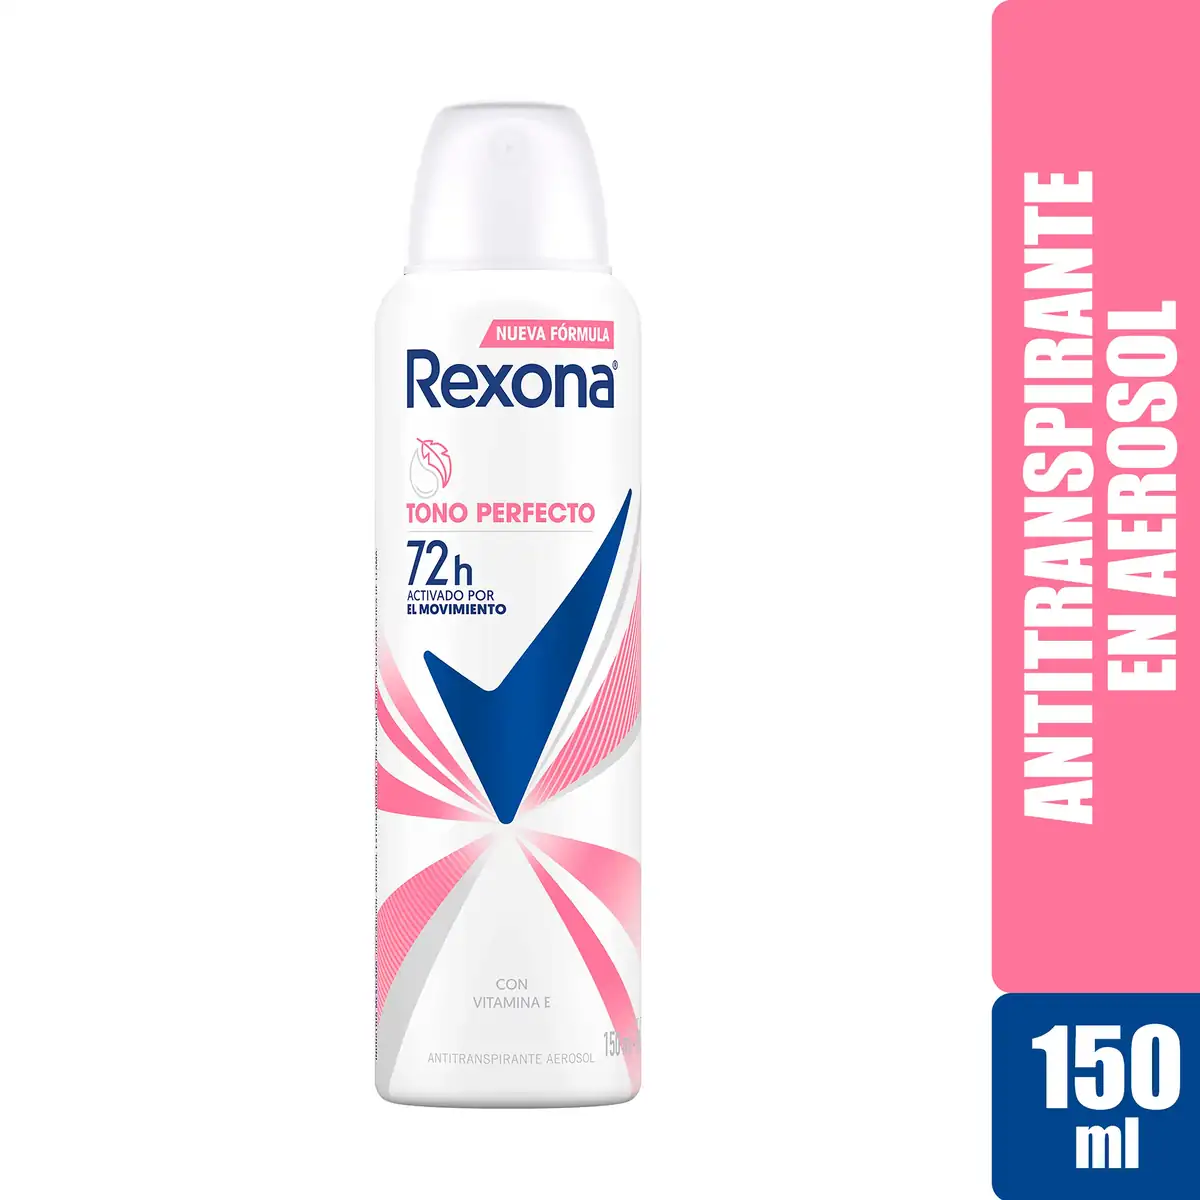 NUEVA FÓRMULA
Rexona®
TONO PERFECTO
72h
ACTIVADO POR
EL MOVIMIENTO
CON
VITAMINA E
ANTITRANSPIRANTE AEROSOL
150
ANTITRANSPIRANTE
EN AEROSOL
150
ml